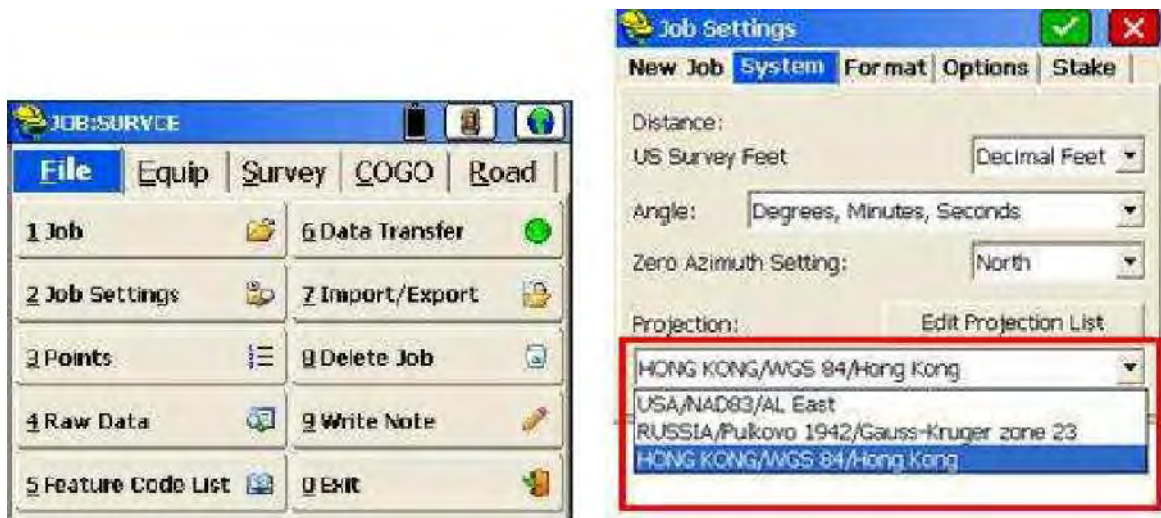 JOB:SURVCE
File Equip Survey COGO Road
1 Job
6 Data Transfer
2 Job Settings
7 Import/Export
3 Points
8 Delete Job
4 Raw Data
9 Write Note
5 Feature Code List
0 Exit
Job Settings
New Job System Format Options Stake
Distance:
US Survey Feet Decimal Feet
Angle: Degrees, Minutes, Seconds
Zero Azimuth Setting: North
Projection: Edit Projection List
HONG KONG/WGS 84/Hong Kong
USA/NAD83/AL East
RUSSIA/Pulkovo 1942/Gauss-Kruger zone 23
HONG KONG/WGS 84/Hong Kong